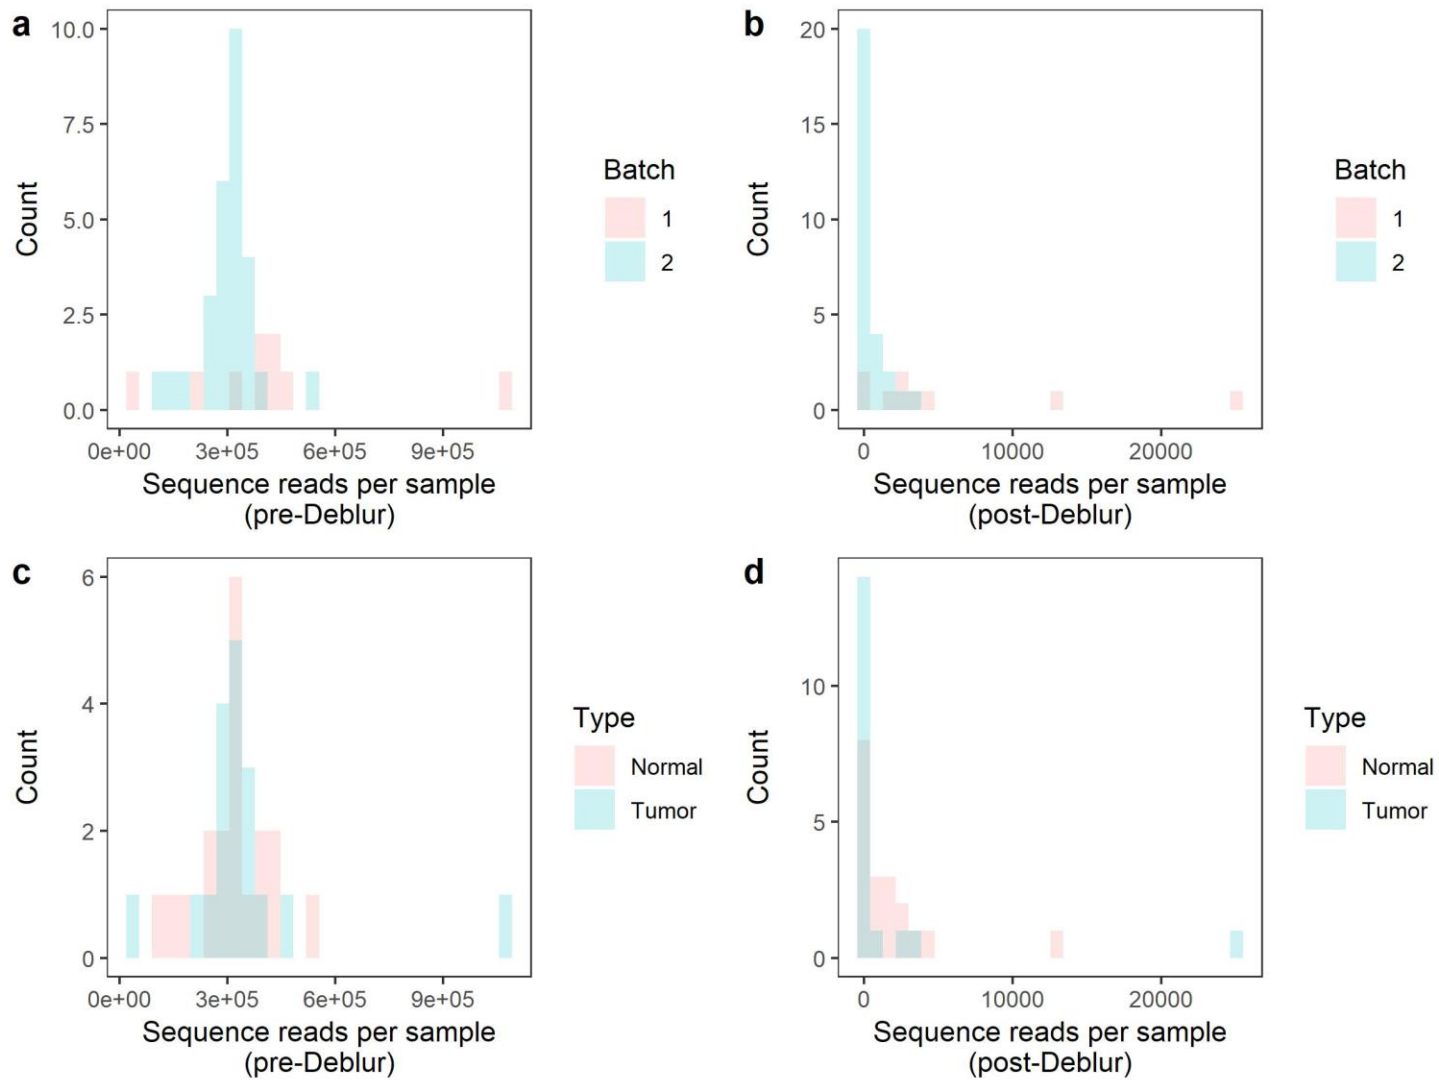 a
10.0
7.5
5.0
2.5
0.0
Count
0e+00 3e+05 6e+05 9e+05
Sequence reads per sample
(pre-Deblur)
Batch
1
2
b
20
15
10
5
0
Count
0 10000 20000
Sequence reads per sample
(post-Deblur)
Batch
1
2
c
6
4
2
0
Count
0e+00 3e+05 6e+05 9e+05
Sequence reads per sample
(pre-Deblur)
Type
Normal
Tumor
d
10
5
0
Count
0 10000 20000
Sequence reads per sample
(post-Deblur)
Type
Normal
Tumor